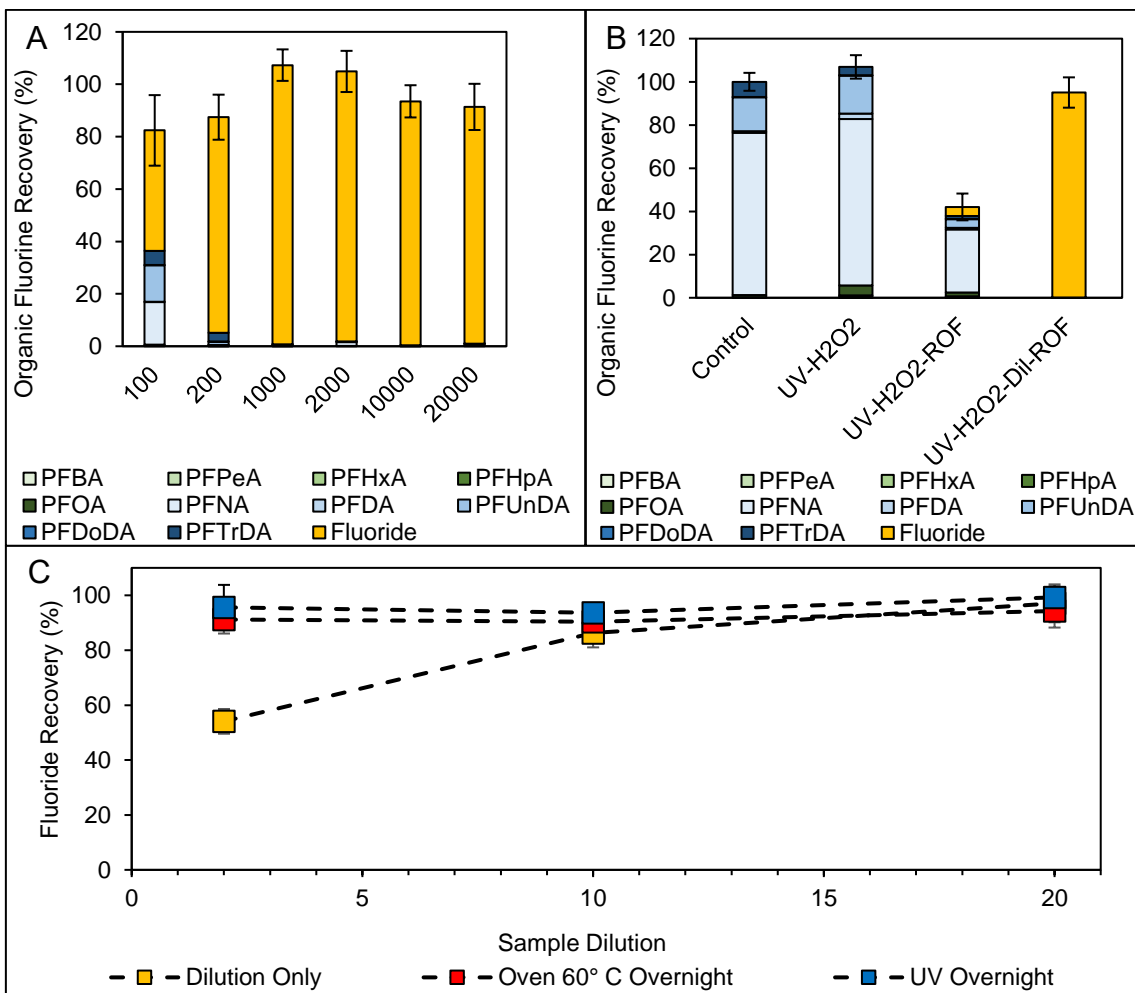 A
Organic Fluorine Recovery (%)
120
100
80
60
40
20
0
100
200
1000
2000
10000
20000
PFBA PFPeA PFHxA PFHpA
PFOA PFNA PFDA PFUnDA
PFDoDA PFTrDA Fluoride
B
Organic Fluorine Recovery (%)
120
100
80
60
40
20
0
Control
UV-H2O2
UV-H2O2-ROF
UV-H2O2-Dil-ROF
PFBA PFPeA PFHxA PFHpA
PFOA PFNA PFDA PFUnDA
PFDoDA PFTrDA Fluoride
C
Fluoride Recovery (%)
100
80
60
40
20
0
0 5 10 15 20
Sample Dilution
Dilution Only Oven 60° C Overnight UV Overnight